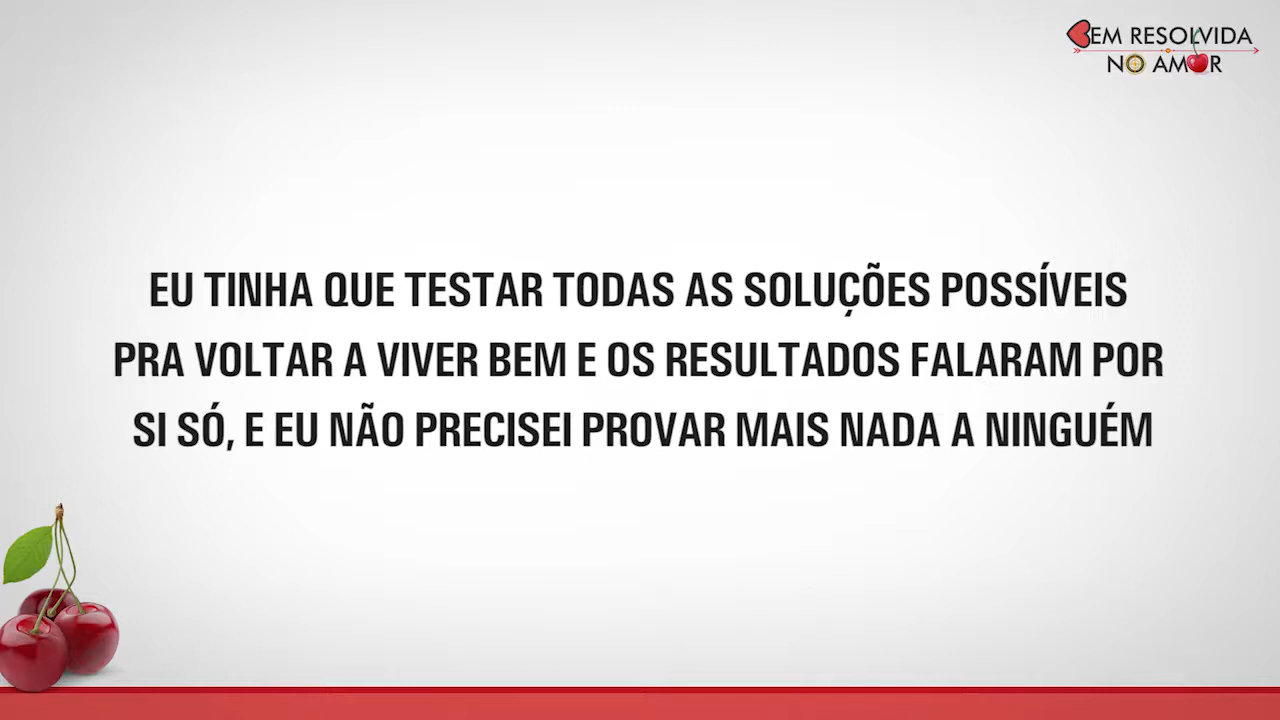 BEM RESOLVIDA
NO AMOR
EU TINHA QUE TESTAR TODAS AS SOLUÇÕES POSSÍVEIS
PRA VOLTAR A VIVER BEM E OS RESULTADOS FALARAM POR
SI SÓ, E EU NÃO PRECISEI PROVAR MAIS NADA A NINGUÉM